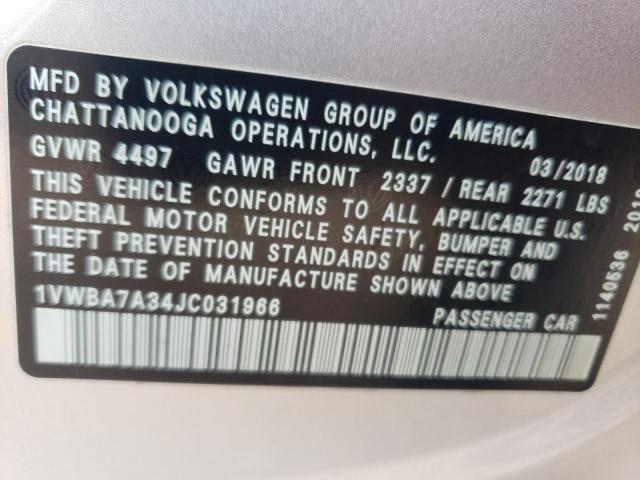 MFD BY VOLKSWAGEN GROUP OF AMERICA
CHATTANOOGA OPERATIONS, LLC.
03/2018
GVWR 4497 GAWR FRONT 2337 / REAR 2271 LBS
THIS VEHICLE CONFORMS TO ALL APPLICABLE U.S.
FEDERAL MOTOR VEHICLE SAFETY, BUMPER AND
THEFT PREVENTION STANDARDS IN EFFECT ON
THE DATE OF MANUFACTURE SHOWN ABOVE
1VWBA7A34JC031966 PASSENGER CAR
1140536